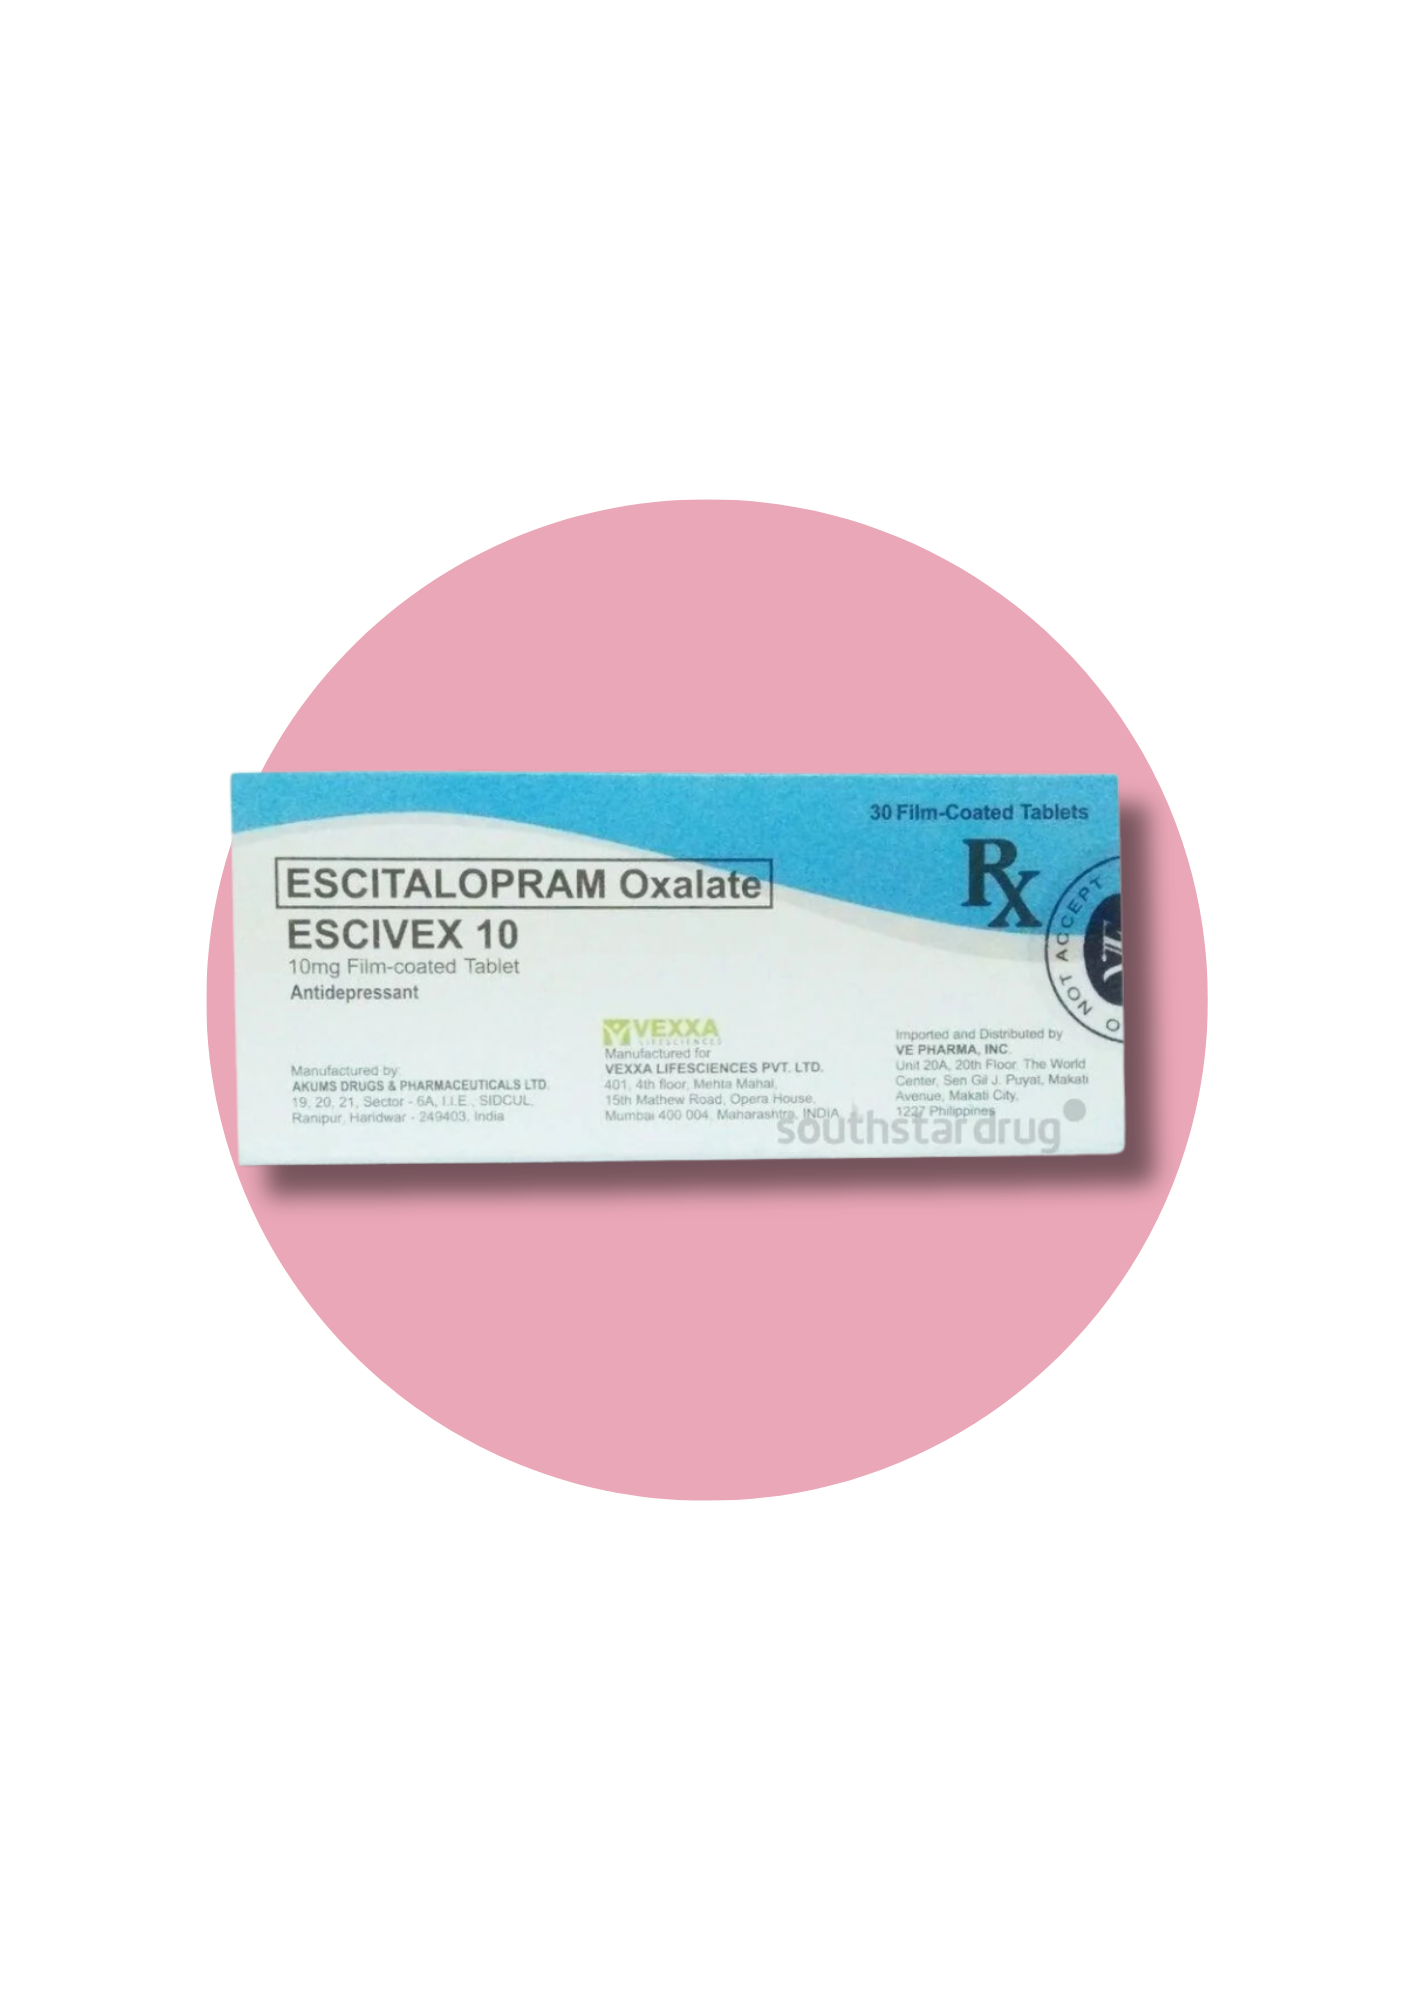 30 Film-Coated Tablets
Rx
ESCITALOPRAM Oxalate
ESCIVEX 10
10mg Film-coated Tablet
Antidepressant
O NOT ACCEPT
VE
Manufactured by:
AKUMS DRUGS & PHARMACEUTICALS LTD.
19, 20, 21, Sector - 6A, I.I.E., SIDCUL,
Ranipur, Haridwar - 249403, India
VEXXA
LIFESCIENCES
Manufactured for
VEXXA LIFESCIENCES PVT. LTD.
401, 4th floor, Mehta Mahal,
15th Mathew Road, Opera House,
Mumbai 400 004, Maharashtra, INDIA
Imported and Distributed by
VE PHARMA, INC.
Unit 20A, 20th Floor, The World
Center, Sen Gil J. Puyat, Makati
Avenue, Makati City,
1227 Philippines
southstar drug